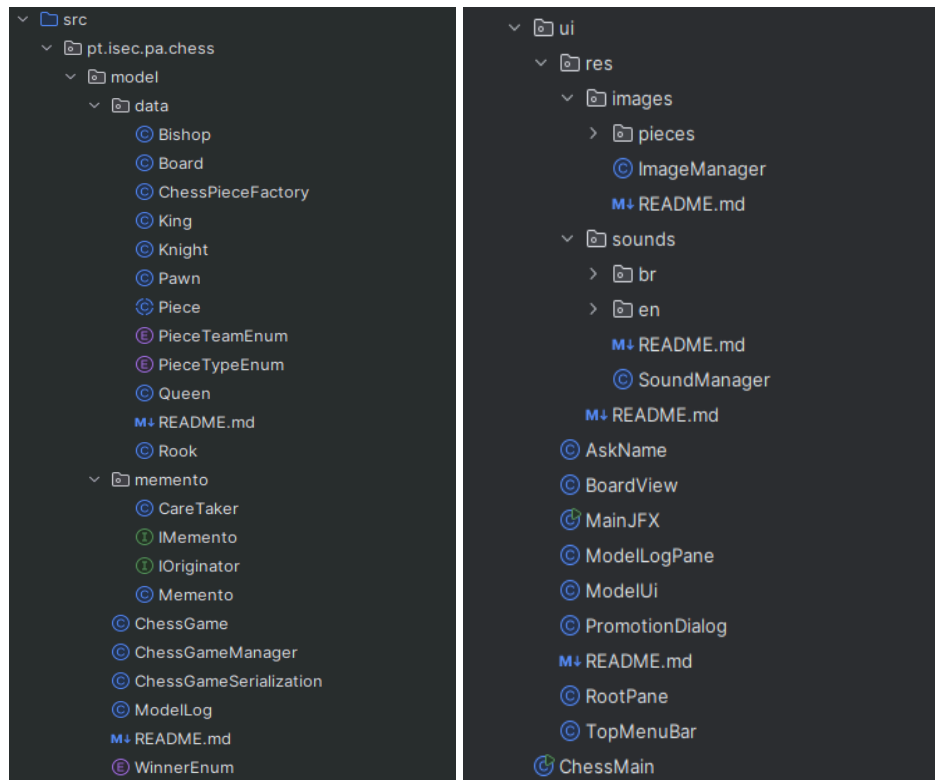 src
pt.isec.pa.chess
model
data
Bishop
Board
ChessPieceFactory
King
Knight
Pawn
Piece
PieceTeamEnum
PieceTypeEnum
Queen
M↓ README.md
Rook
memento
CareTaker
IMemento
IOriginator
Memento
ChessGame
ChessGameManager
ChessGameSerialization
ModelLog
M↓ README.md
WinnerEnum
ui
res
images
pieces
ImageManager
M↓ README.md
sounds
br
en
M↓ README.md
SoundManager
M↓ README.md
AskName
BoardView
MainJFX
ModelLogPane
ModelUi
PromotionDialog
M↓ README.md
RootPane
TopMenuBar
ChessMain